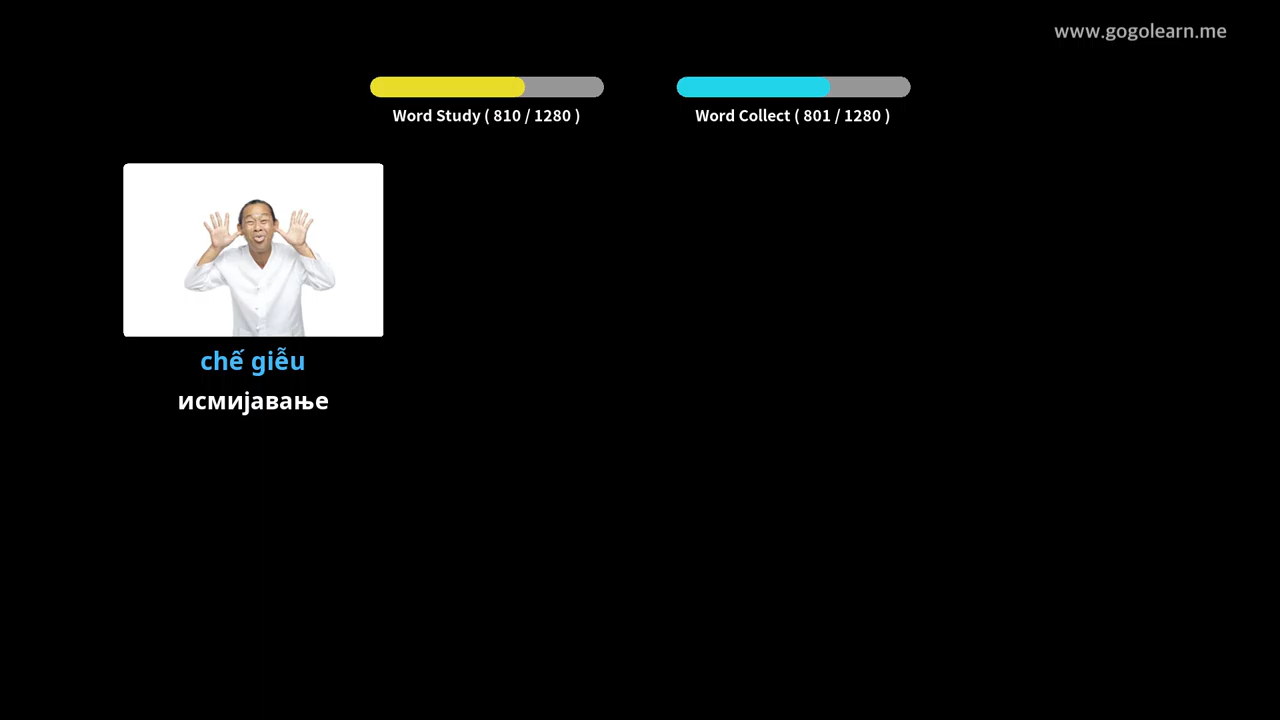 www.gogolearn.me
Word Study ( 810 / 1280 )
Word Collect ( 801 / 1280 )
chế giễu
исмијавање